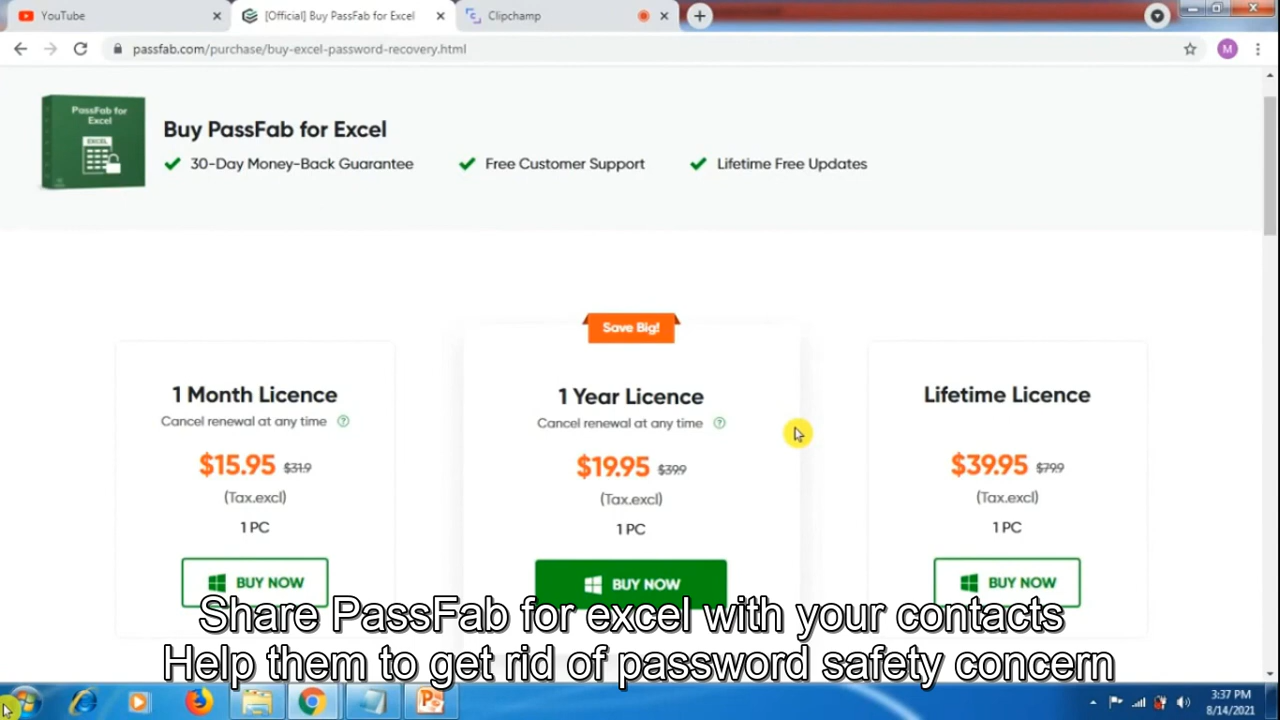 YouTube
[Official] Buy PassFab for Excel
Clipchamp
passfab.com/purchase/buy-excel-password-recovery.html
M
PassFab for
Excel
EXCEL
Buy PassFab for Excel
30-Day Money-Back Guarantee
Free Customer Support
Lifetime Free Updates
Save Big!
1 Month Licence
Cancel renewal at any time ?
$15.95 $31.9
(Tax.excl)
1 PC
BUY NOW
1 Year Licence
Cancel renewal at any time ?
$19.95 $39.9
(Tax.excl)
1 PC
BUY NOW
Lifetime Licence
$39.95 $79.9
(Tax.excl)
1 PC
BUY NOW
Share PassFab for excel with your contacts
Help them to get rid of password safety concern
3:37 PM
8/14/2021